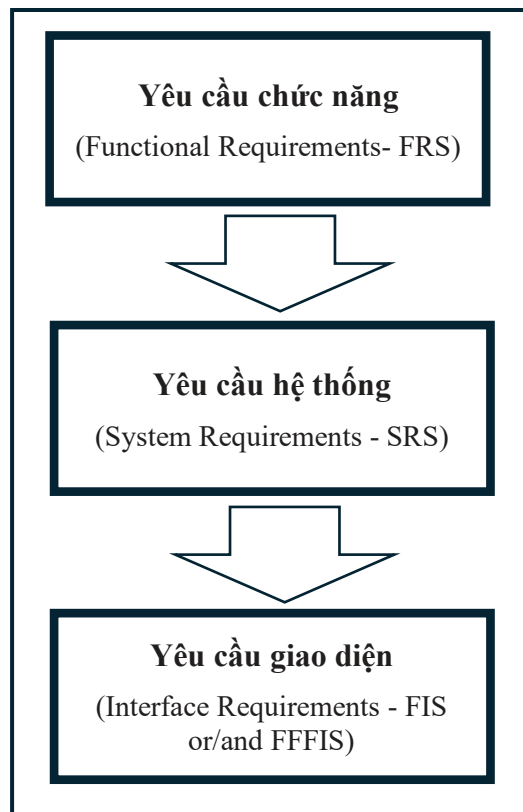 Yêu cầu chức năng
(Functional Requirements- FRS)
Yêu cầu hệ thống
(System Requirements - SRS)
Yêu cầu giao diện
(Interface Requirements - FIS
or/and FFFIS)